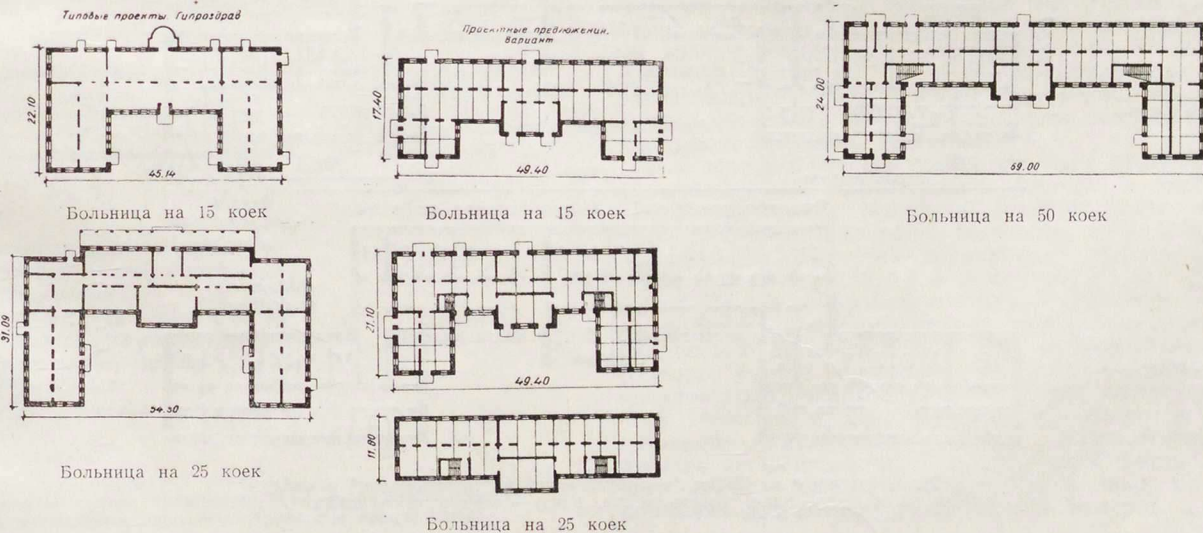 Типовые проекты Гипроздрав
22.10
45.14
Больница на 15 коек
Проектные предложения.
Вариант
17.40
49.40
Больница на 15 коек
24 00
69.00
Больница на 50 коек
31.09
54.30
Больница на 25 коек
21.10
49.40
11.80
Больница на 25 коек